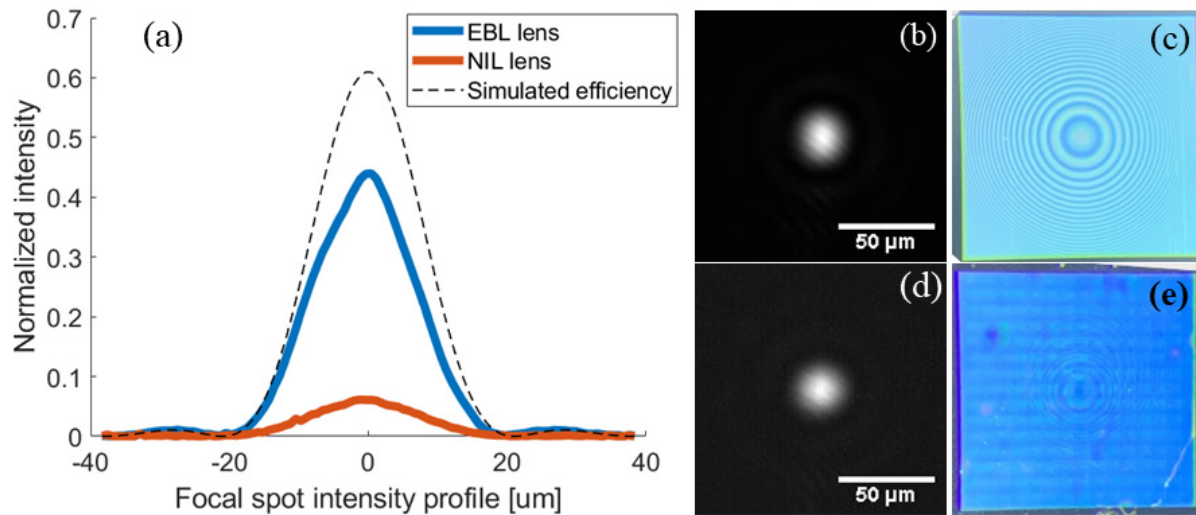 0.7
0.6
0.5
0.4
0.3
0.2
0.1
0
-40
-20
0
20
40
Normalized intensity
Focal spot intensity profile [um]
(a)
EBL lens
NIL lens
Simulated efficiency
(b)
50 µm
(c)
(d)
50 µm
(e)